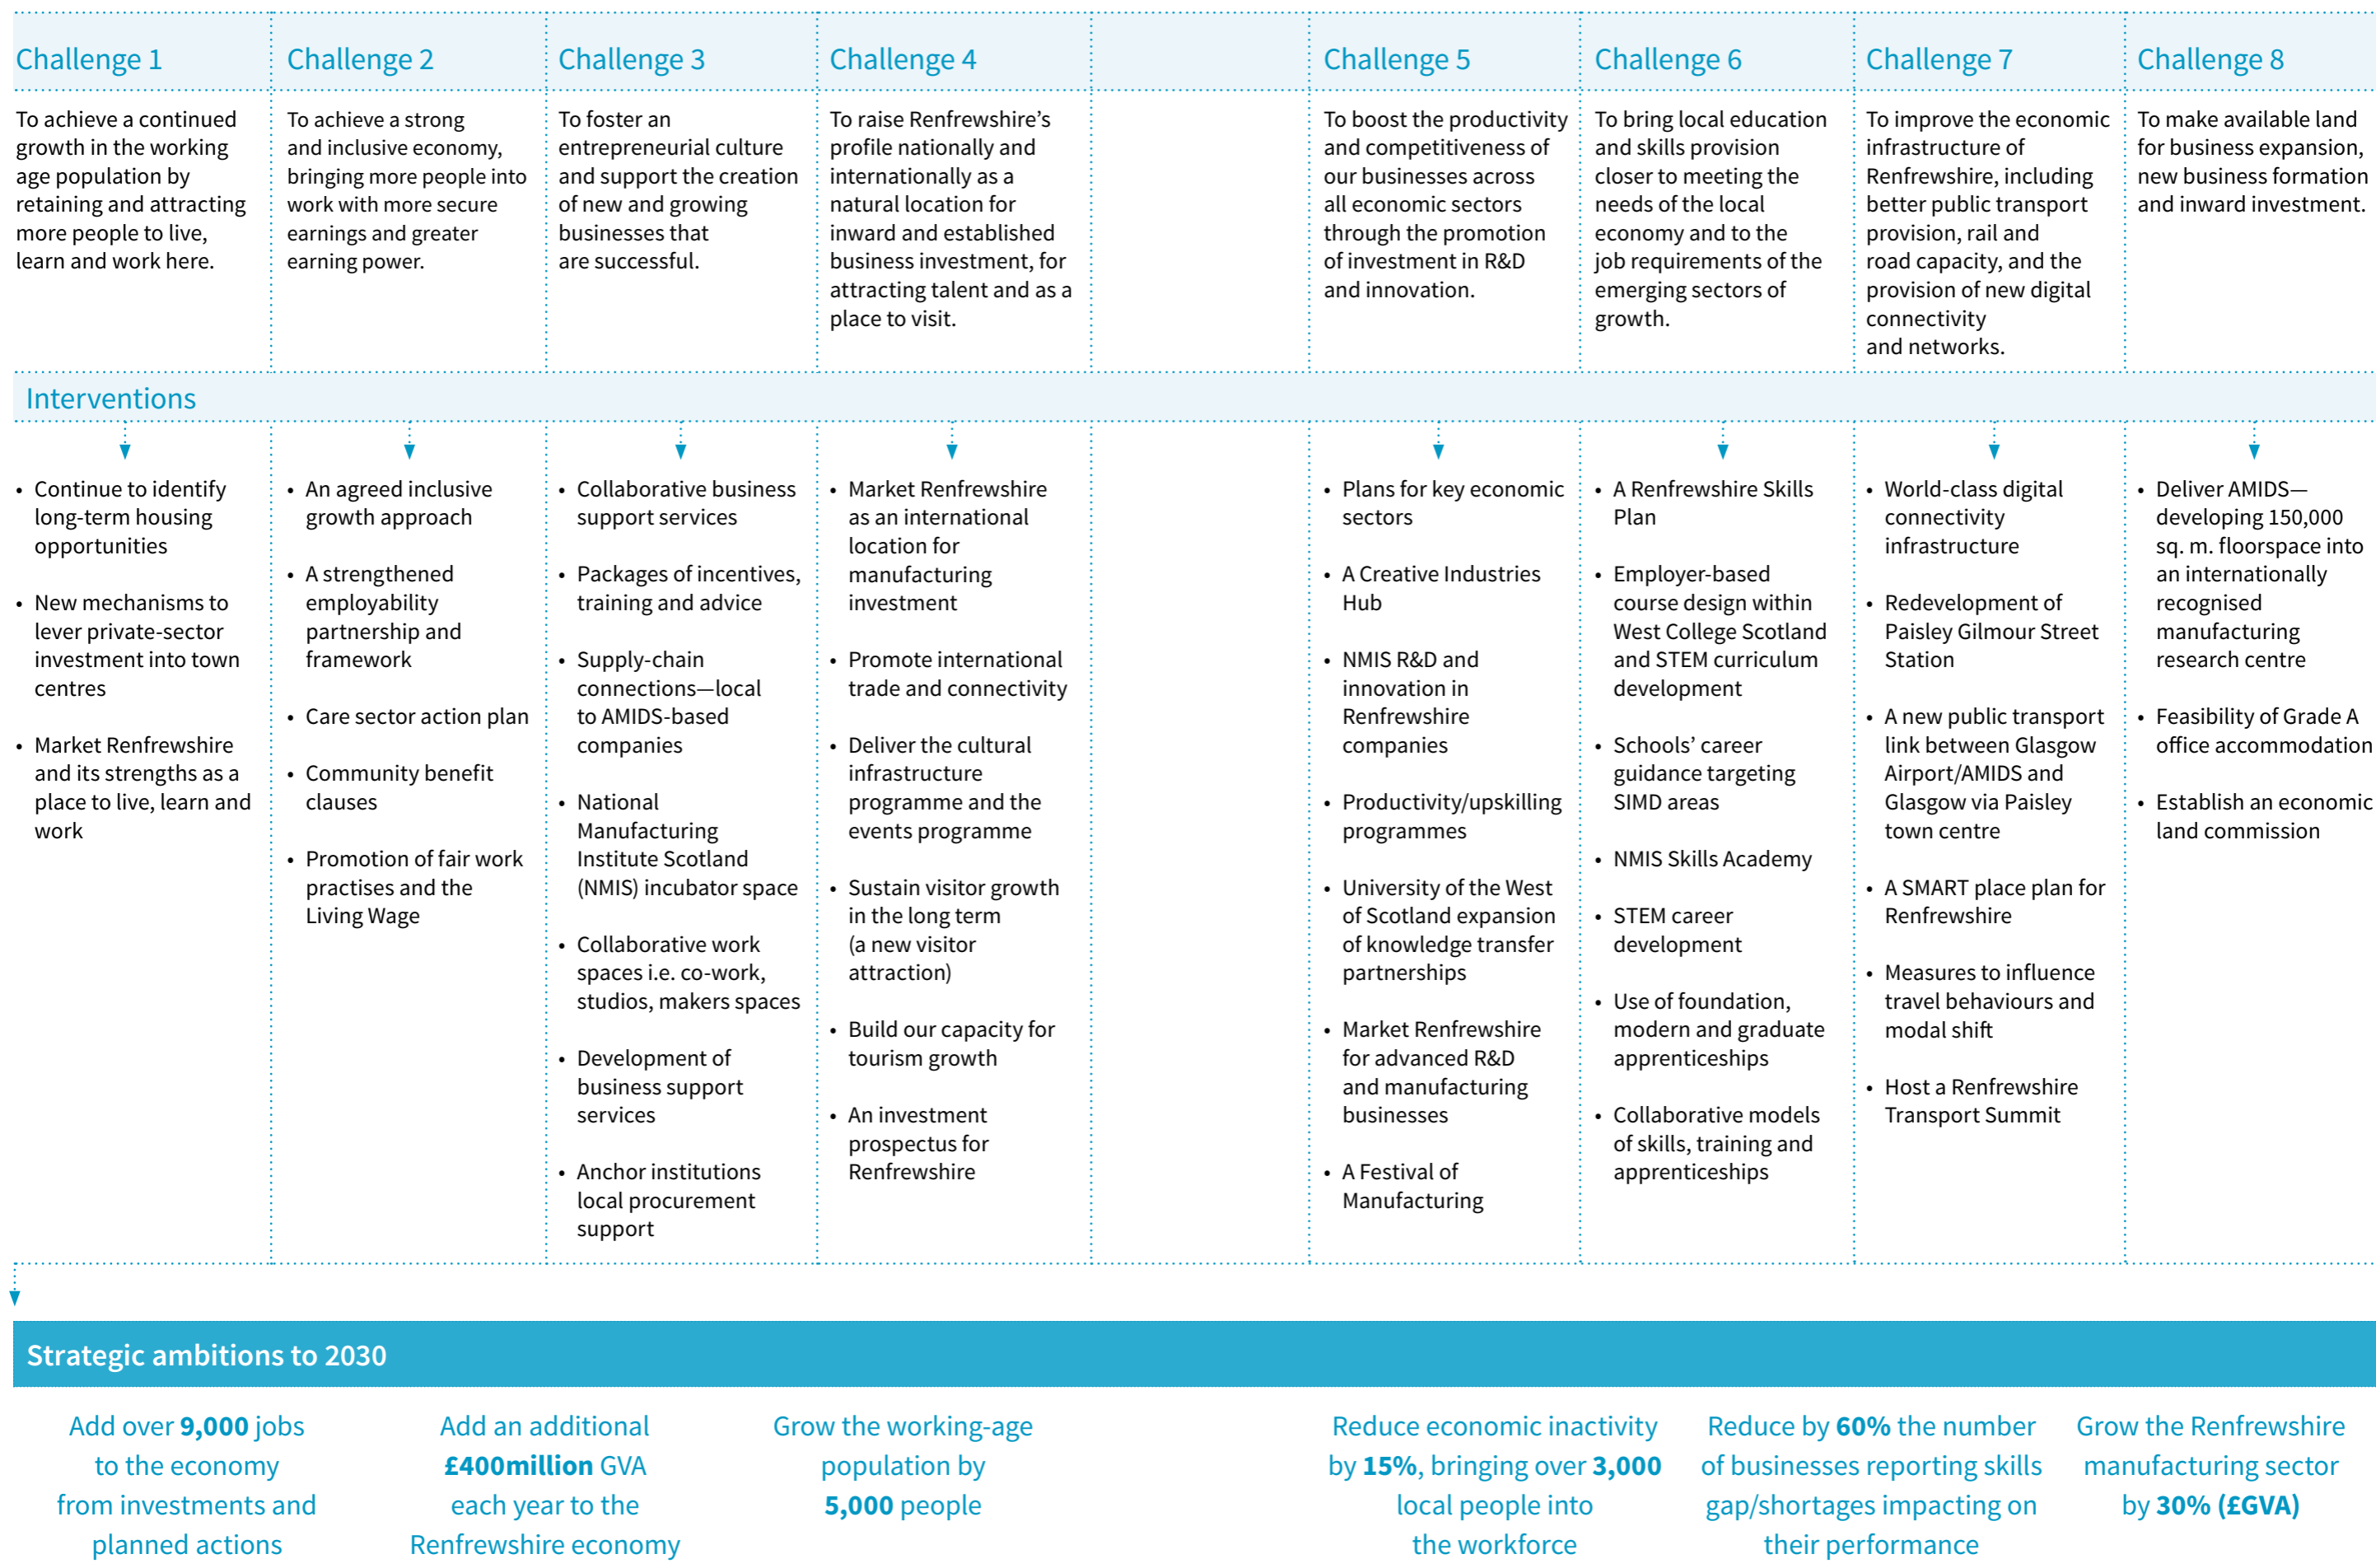 Challenge 1
Challenge 2
Challenge 3
Challenge 4
Challenge 5
Challenge 6
Challenge 7
Challenge 8
To achieve a continued
growth in the working
age population by
retaining and attracting
more people to live,
learn and work here.
To achieve a strong
and inclusive economy,
bringing more people into
work with more secure
earnings and greater
earning power.
To foster an
entrepreneurial culture
and support the creation
of new and growing
businesses that
are successful.
To raise Renfrewshire’s
profile nationally and
internationally as a
natural location for
inward and established
business investment, for
attracting talent and as a
place to visit.
To boost the productivity
and competitiveness of
our businesses across
all economic sectors
through the promotion
of investment in R&D
and innovation.
To bring local education
and skills provision
closer to meeting the
needs of the local
economy and to the
job requirements of the
emerging sectors of
growth.
To improve the economic
infrastructure of
Renfrewshire, including
better public transport
provision, rail and
road capacity, and the
provision of new digital
connectivity
and networks.
To make available land
for business expansion,
new business formation
and inward investment.
Interventions
• Continue to identify
long-term housing
opportunities
• New mechanisms to
lever private-sector
investment into town
centres
• Market Renfrewshire
and its strengths as a
place to live, learn and
work
• An agreed inclusive
growth approach
• A strengthened
employability
partnership and
framework
• Care sector action plan
• Community benefit
clauses
• Promotion of fair work
practises and the
Living Wage
• Collaborative business
support services
• Packages of incentives,
training and advice
• Supply-chain
connections—local
to AMIDS-based
companies
• National
Manufacturing
Institute Scotland
(NMIS) incubator space
• Collaborative work
spaces i.e. co-work,
studios, makers spaces
• Development of
business support
services
• Anchor institutions
local procurement
support
• Market Renfrewshire
as an international
location for
manufacturing
investment
• Promote international
trade and connectivity
• Deliver the cultural
infrastructure
programme and the
events programme
• Sustain visitor growth
in the long term
(a new visitor
attraction)
• Build our capacity for
tourism growth
• An investment
prospectus for
Renfrewshire
• Plans for key economic
sectors
• A Creative Industries
Hub
• NMIS R&D and
innovation in
Renfrewshire
companies
• Productivity/upskilling
programmes
• University of the West
of Scotland expansion
of knowledge transfer
partnerships
• Market Renfrewshire
for advanced R&D
and manufacturing
businesses
• A Festival of
Manufacturing
• A Renfrewshire Skills
Plan
• Employer-based
course design within
West College Scotland
and STEM curriculum
development
• Schools’ career
guidance targeting
SIMD areas
• NMIS Skills Academy
• STEM career
development
• Use of foundation,
modern and graduate
apprenticeships
• Collaborative models
of skills, training and
apprenticeships
• World-class digital
connectivity
infrastructure
• Redevelopment of
Paisley Gilmour Street
Station
• A new public transport
link between Glasgow
Airport/AMIDS and
Glasgow via Paisley
town centre
• A SMART place plan for
Renfrewshire
• Measures to influence
travel behaviours and
modal shift
• Host a Renfrewshire
Transport Summit
• Deliver AMIDS—
developing 150,000
sq. m. floorspace into
an internationally
recognised
manufacturing
research centre
• Feasibility of Grade A
office accommodation
• Establish an economic
land commission
Strategic ambitions to 2030
Add over 9,000 jobs
to the economy
from investments and
planned actions
Add an additional
£400million GVA
each year to the
Renfrewshire economy
Grow the working-age
population by
5,000 people
Reduce economic inactivity
by 15%, bringing over 3,000
local people into
the workforce
Reduce by 60% the number
of businesses reporting skills
gap/shortages impacting on
their performance
Grow the Renfrewshire
manufacturing sector
by 30% (£GVA)